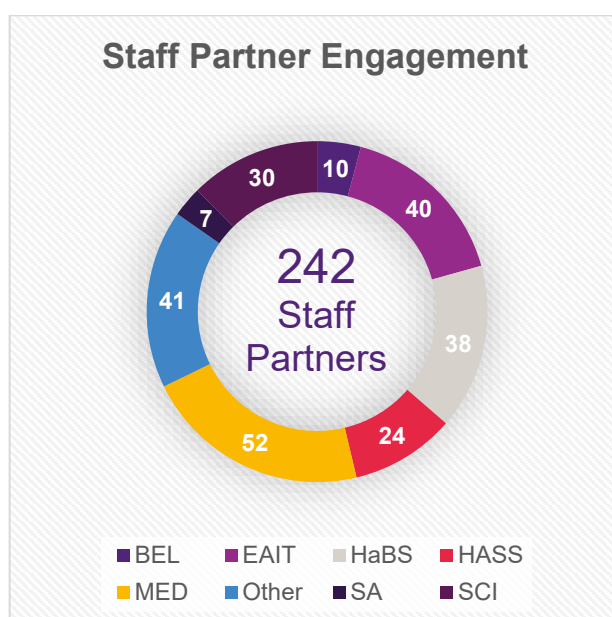 Staff Partner Engagement
10
40
38
24
52
41
7
30
242
Staff
Partners
BEL EAIT HaBS HASS
MED Other SA SCI